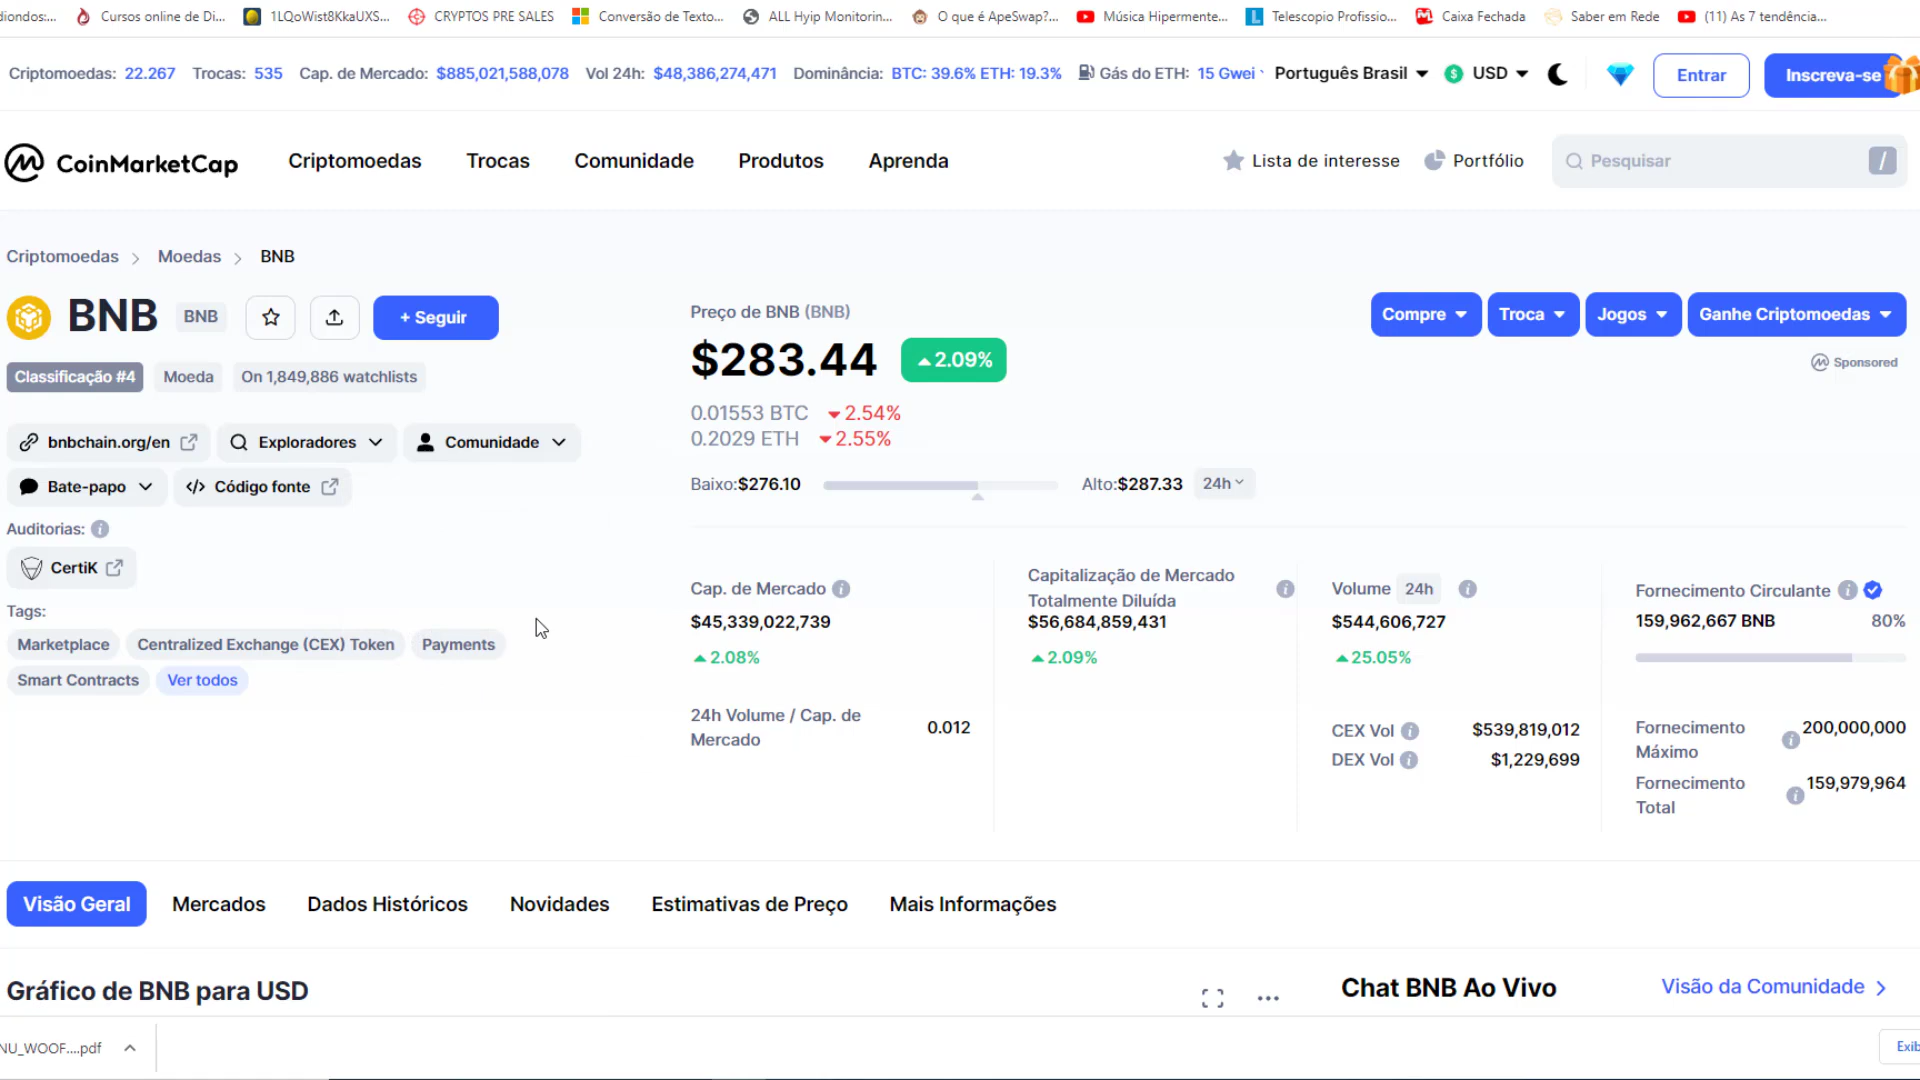 diondos:...
Cursos online de Di...
1LQoWist8KkaUXS...
CRYPTOS PRE SALES
Conversão de Texto...
ALL Hyip Monitorin...
O que é ApeSwap?...
Música Hipermente...
Telescopio Profissio...
Caixa Fechada
Saber em Rede
(11) As 7 tendência...
Criptomoedas: 22.267 Trocas: 535 Cap. de Mercado: $885,021,588,078 Vol 24h: $48,386,274,471 Dominância: BTC: 39.6% ETH: 19.3% Gás do ETH: 15 Gwei
Português Brasil
USD
Entrar
Inscreva-se
CoinMarketCap
Criptomoedas
Trocas
Comunidade
Produtos
Aprenda
Lista de interesse
Portfólio
Pesquisar
/
Criptomoedas > Moedas > BNB
BNB
BNB
+ Seguir
Classificação #4
Moeda
On 1,849,886 watchlists
bnbchain.org/en
Exploradores
Comunidade
Bate-papo
</> Código fonte
Auditorias:
CertiK
Tags:
Marketplace
Centralized Exchange (CEX) Token
Payments
Smart Contracts
Ver todos
Preço de BNB (BNB)
$283.44
2.09%
0.01553 BTC 2.54%
0.2029 ETH 2.55%
Baixo:$276.10
Alto:$287.33
24h
Compre
Troca
Jogos
Ganhe Criptomoedas
Sponsored
Cap. de Mercado
$45,339,022,739
2.08%
24h Volume / Cap. de
Mercado
0.012
Capitalização de Mercado
Totalmente Diluída
$56,684,859,431
2.09%
Volume 24h
$544,606,727
25.05%
CEX Vol
$539,819,012
DEX Vol
$1,229,699
Fornecimento Circulante
159,962,667 BNB
80%
Fornecimento
Máximo
200,000,000
Fornecimento
Total
159,979,964
Visão Geral
Mercados
Dados Históricos
Novidades
Estimativas de Preço
Mais Informações
Gráfico de BNB para USD
Chat BNB Ao Vivo
Visão da Comunidade
NU_WOOF....pdf
Exib